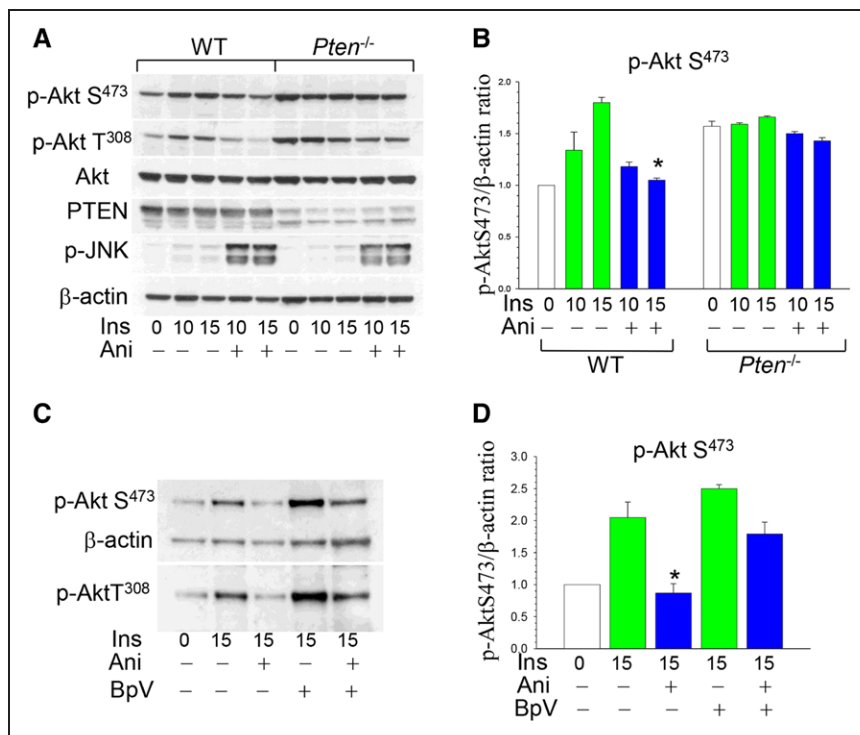 A
WT Pten-/-
p-Akt S473
p-Akt T308
Akt
PTEN
p-JNK
β-actin
Ins 0 10 15 10 15 0 10 15 10 15
Ani – – – + + – – – + +
B
p-Akt S473
p-AktS473/β-actin ratio
2.0
1.5
1.0
0.5
0.0
*
Ins 0 10 15 10 15 0 10 15 10 15
Ani – – – + + – – – + +
WT Pten-/-
C
p-Akt S473
β-actin
p-AktT308
Ins 0 15 15 15 15
Ani – – + – +
BpV – – – + +
D
p-Akt S473
p-AktS473/β-actin ratio
3.0
2.5
2.0
1.5
1.0
0.5
0.0
*
Ins 0 15 15 15 15
Ani – – + – +
BpV – – – + +